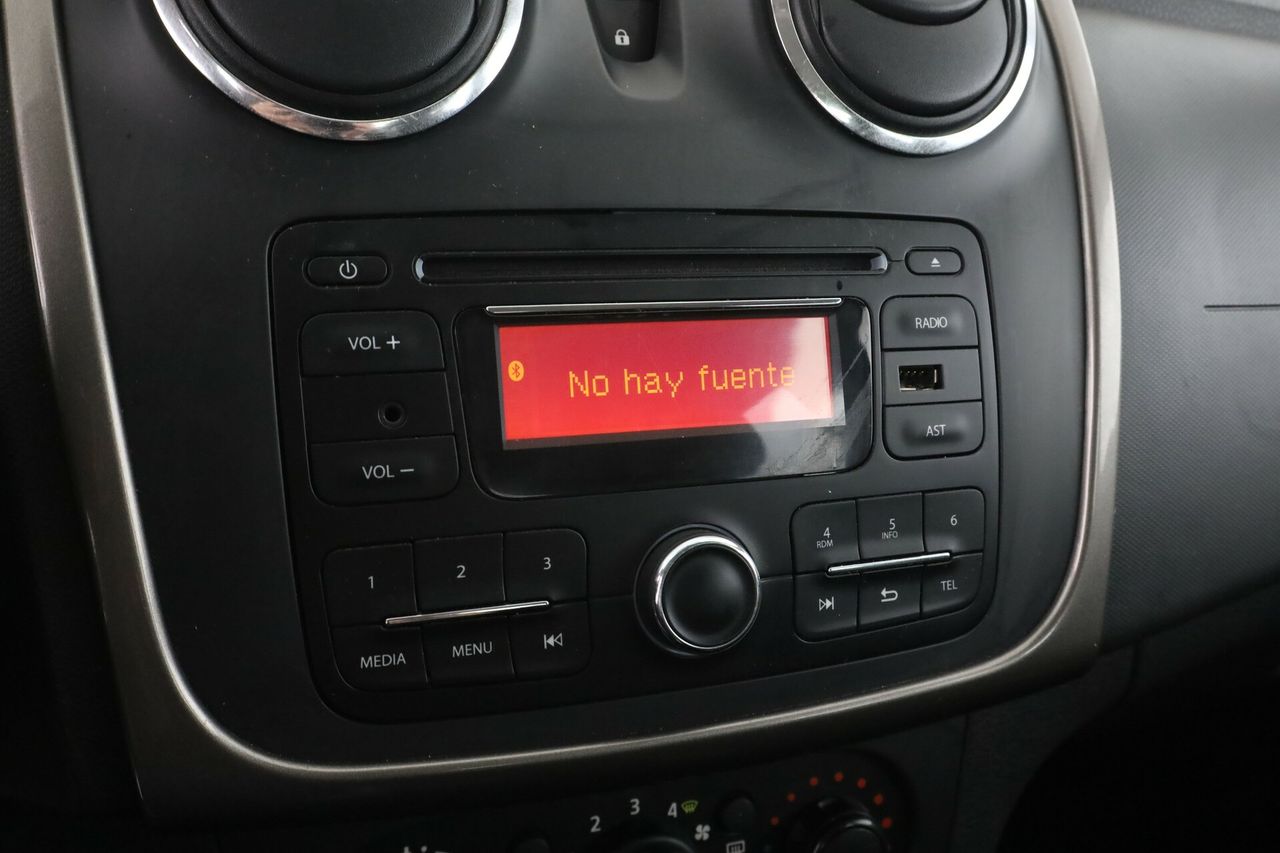 VOL +
RADIO
No hay fuente
AST
VOL −
1
2
3
4
RDM
5
INFO
6
MEDIA
MENU
TEL
2
3
4